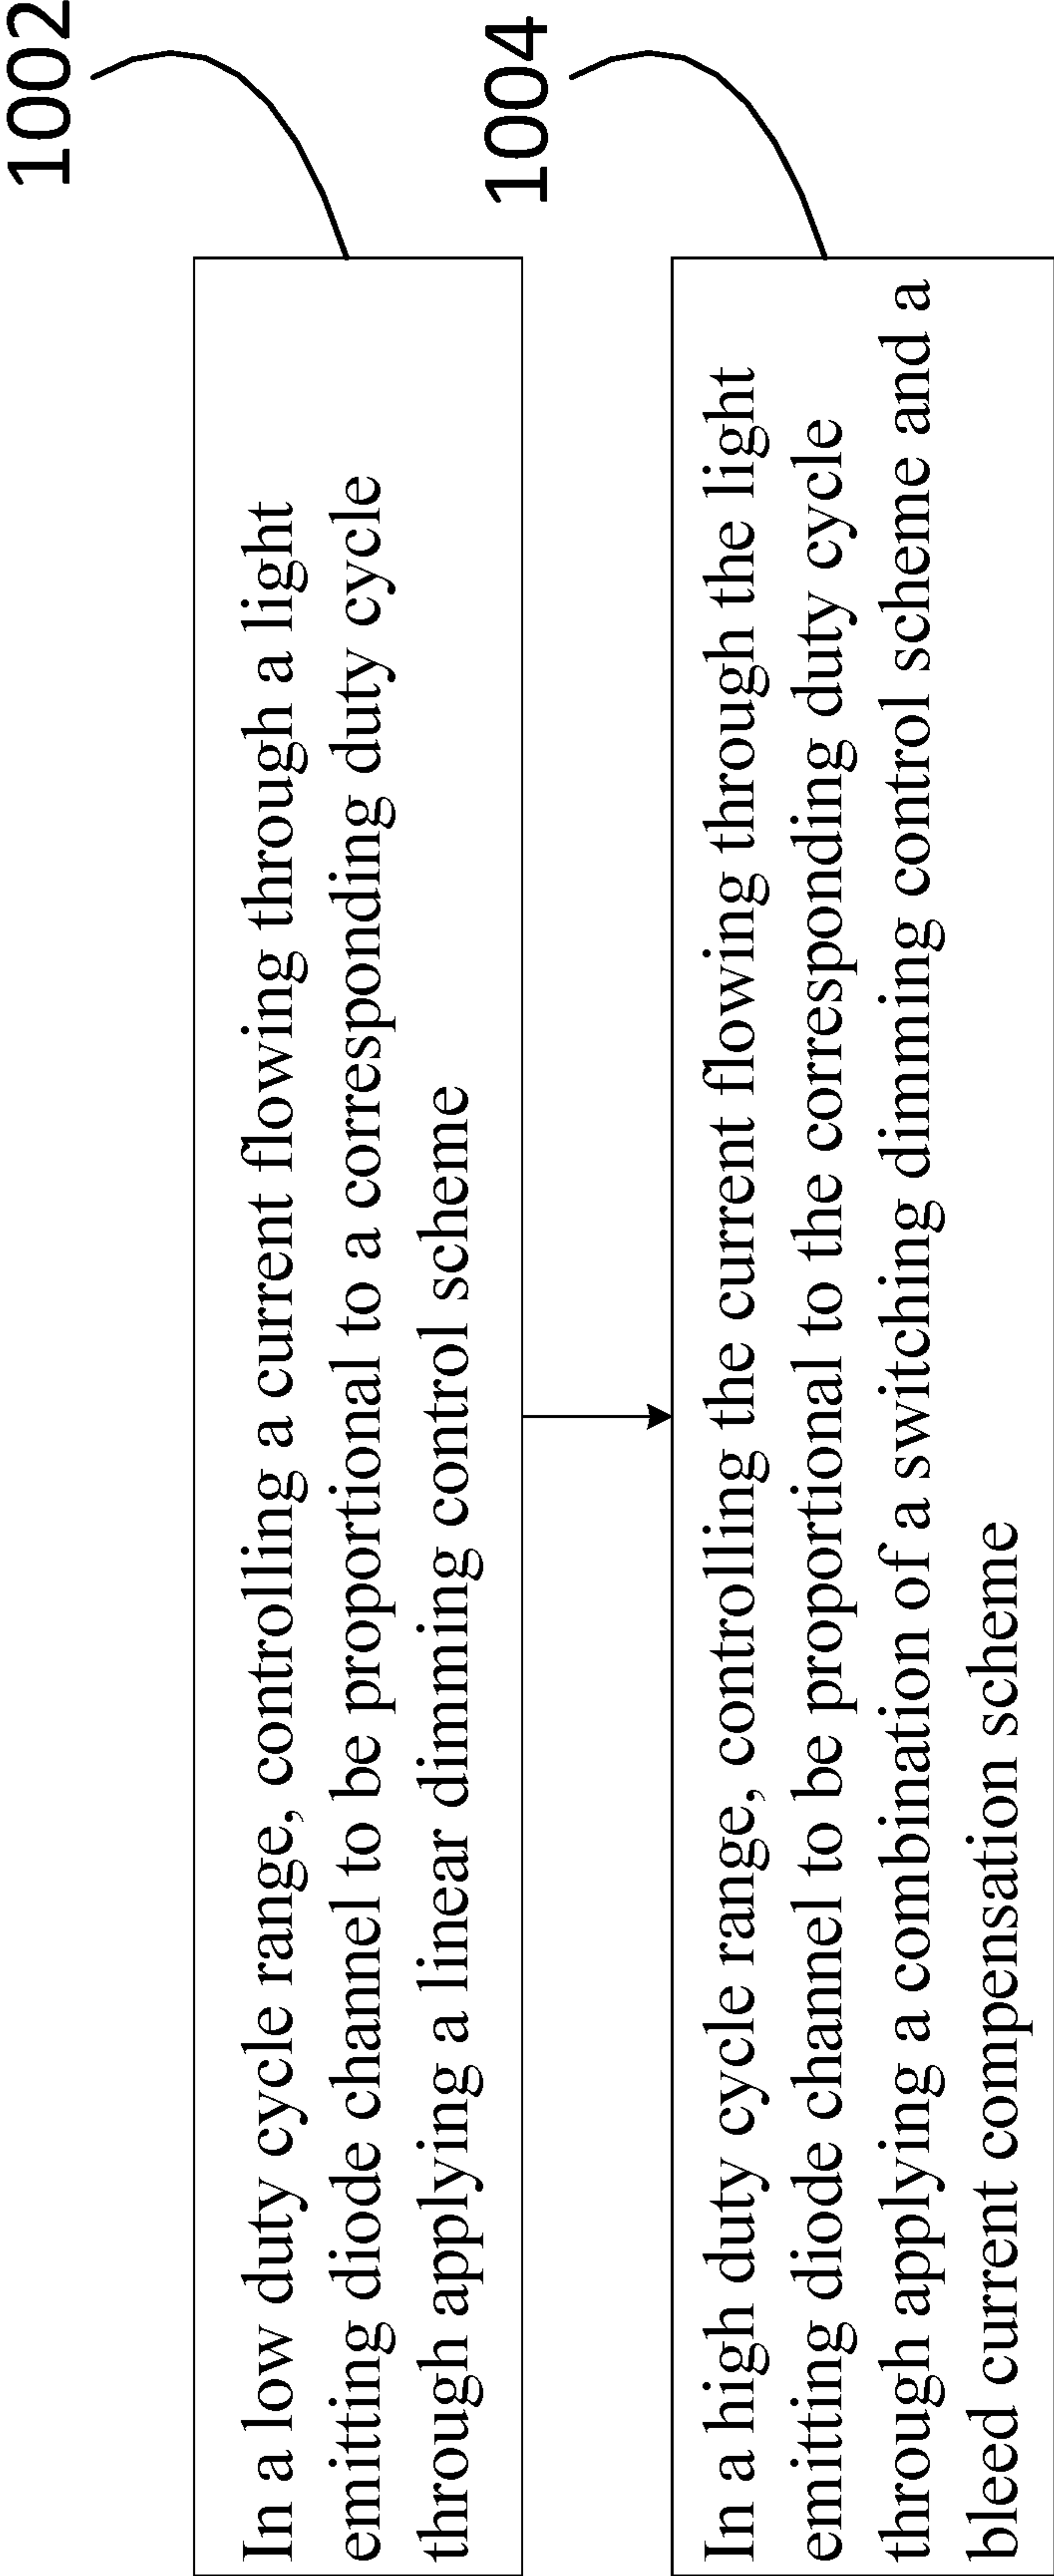 1002
In a low duty cycle range, controlling a current flowing through a light
emitting diode channel to be proportional to a corresponding duty cycle
through applying a linear dimming control scheme
1004
In a high duty cycle range, controlling the current flowing through the light
emitting diode channel to be proportional to the corresponding duty cycle
through applying a combination of a switching dimming control scheme and a
bleed current compensation scheme